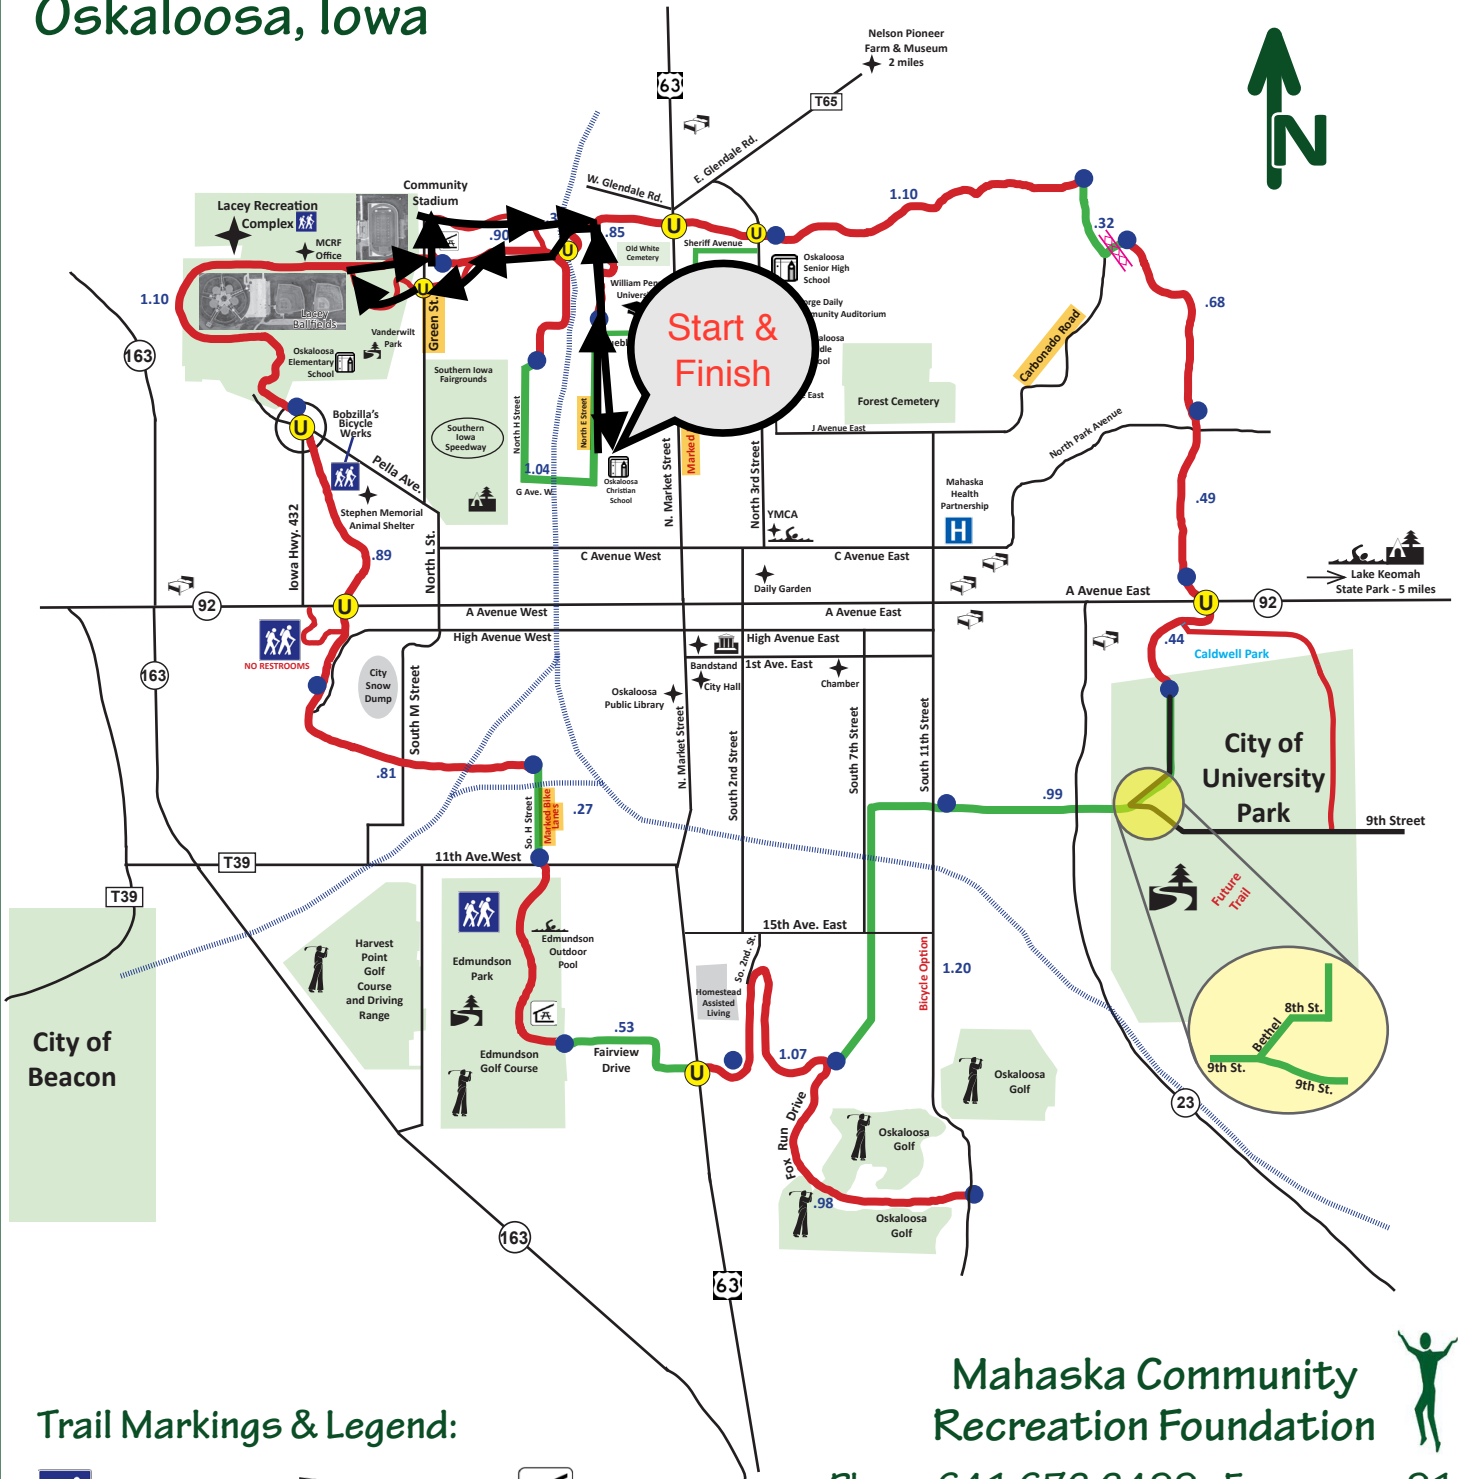 Oskaloosa, Iowa
Nelson Pioneer
Farm & Museum
2 miles
63
T65
N
E. Glendale Rd.
W. Glendale Rd.
Community
Stadium
Lacey Recreation
Complex
MCRF
Office
.90
.85
1.10
.32
Sheriff Avenue
Old White
Cemetery
U
U
U
U
Oskaloosa
Senior High
School
1.10
Lacey
Ballfields
Green St.
Vanderwilt
Park
Oskaloosa
Elementary
School
163
Start &
Finish
.68
Carbonado Road
Southern Iowa
Fairgrounds
Southern
Iowa
Speedway
North H Street
North E Street
1.04
G Ave. W.
Oskaloosa
Christian
School
Forest Cemetery
J Avenue East
North Park Avenue
Bobzilla's
Bicycle
Werks
U
Pella Ave.
Stephen Memorial
Animal Shelter
Iowa Hwy. 432
.89
North L St.
N. Market Street
Marked
North 3rd Street
YMCA
Mahaska
Health
Partnership
H
.49
C Avenue West
C Avenue East
Daily Garden
Lake Keomah
State Park - 5 miles
92
U
A Avenue West
A Avenue East
A Avenue East
U
92
NO RESTROOMS
High Avenue West
High Avenue East
.44
Caldwell Park
163
City
Snow
Dump
South M Street
Bandstand
1st Ave. East
City Hall
Chamber
Oskaloosa
Public Library
N. Market Street
South 2nd Street
South 7th Street
South 11th Street
City of
University
Park
.81
So. H Street
Marked Bike
Lanes
.27
.99
9th Street
T39
11th Ave.West
T39
Future
Trail
15th Ave. East
So. 2nd. St.
Bicycle Option
1.20
Harvest
Point
Golf
Course
and Driving
Range
Edmundson
Park
Edmundson
Outdoor
Pool
Homestead
Assisted
Living
City of
Beacon
Edmundson
Golf Course
.53
Fairview
Drive
U
1.07
Fox Run Drive
Oskaloosa
Golf
8th St.
Bethel
9th St.
9th St.
23
Oskaloosa
Golf
.98
Oskaloosa
Golf
163
63
Mahaska Community
Recreation Foundation
Trail Markings & Legend: